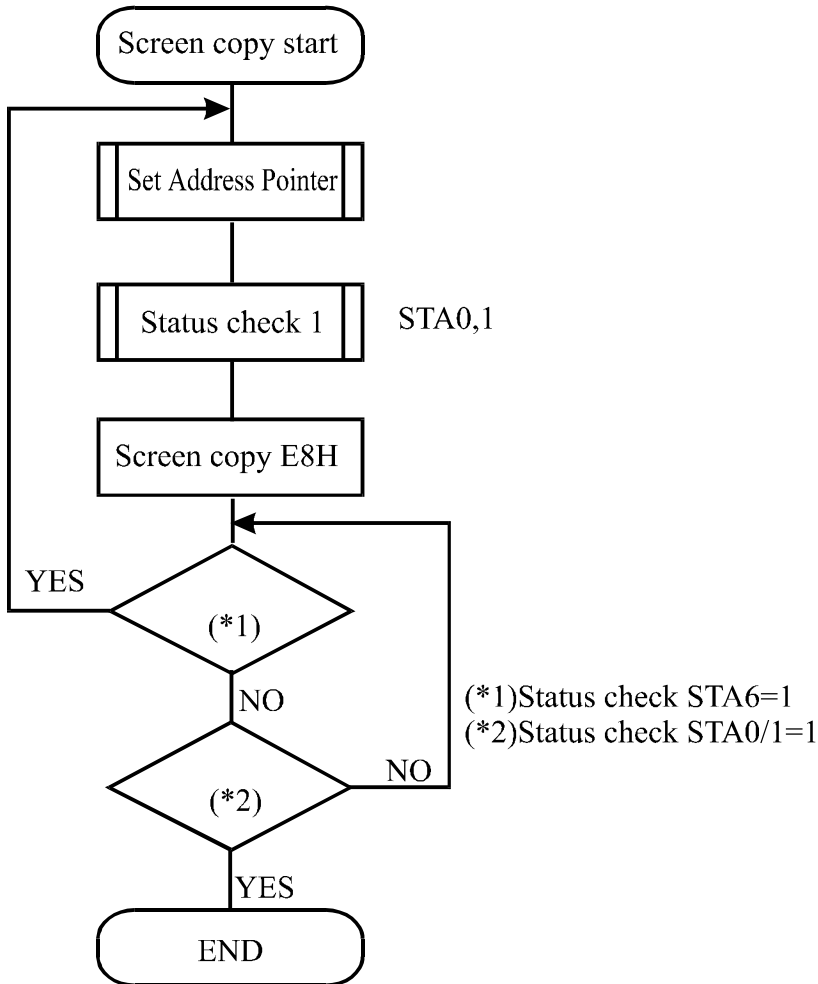 Screen copy start
Set Address Pointer
Status check 1
STA0,1
Screen copy E8H
YES
(*1)
NO
(*1)Status check STA6=1
(*2)Status check STA0/1=1
NO
(*2)
YES
END